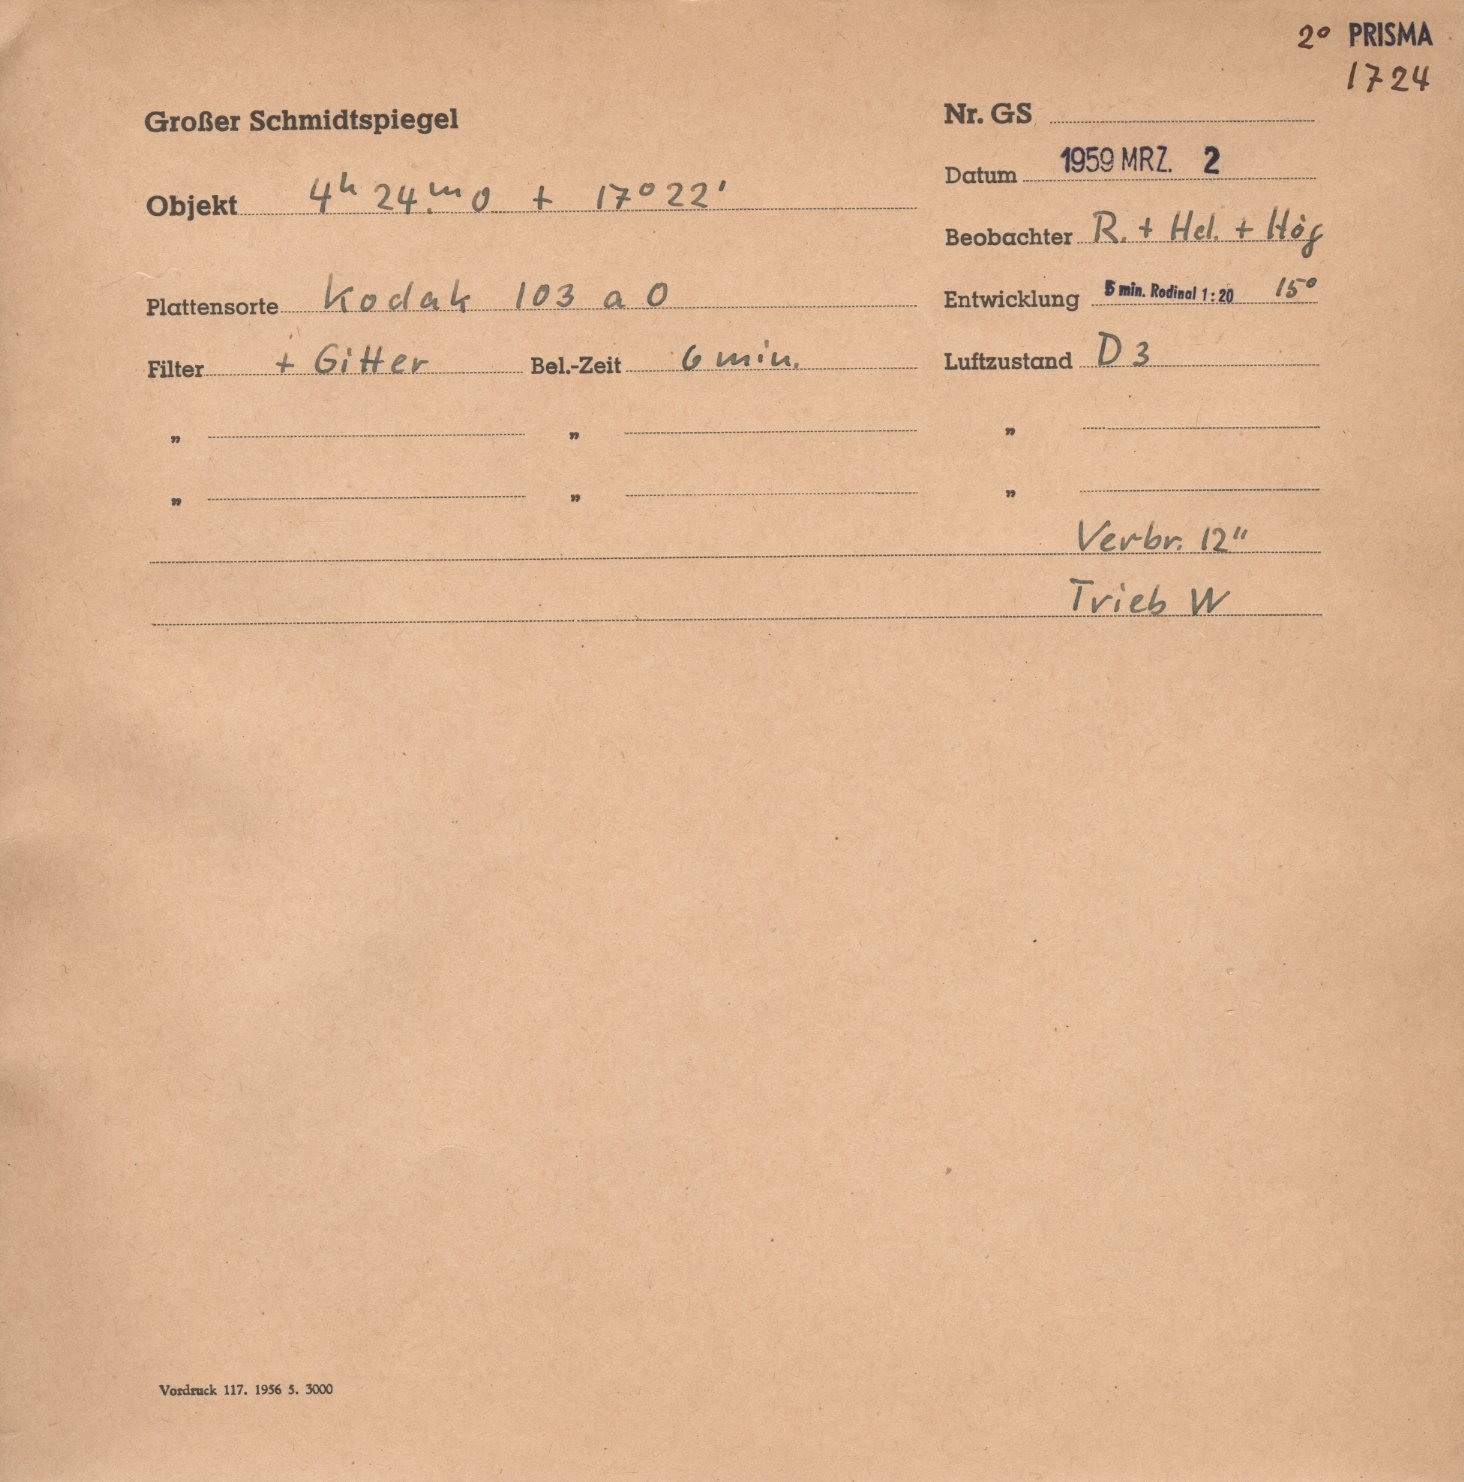 2° PRISMA
1724
Großer Schmidtspiegel
Nr. GS
Datum 1959 MRZ. 2
Objekt 4ʰ 24.ᵐ0 + 17°22'
Beobachter R. + Hel. + Høg
Plattensorte Kodak 103 a O
Entwicklung 5 min. Rodinal 1:20 15°
Filter + Gitter Bel.-Zeit 6 min. Luftzustand D 3
„ „ „
„ „ „
Verbr. 12"
Trieb W
Vordruck 117. 1956 5. 3000